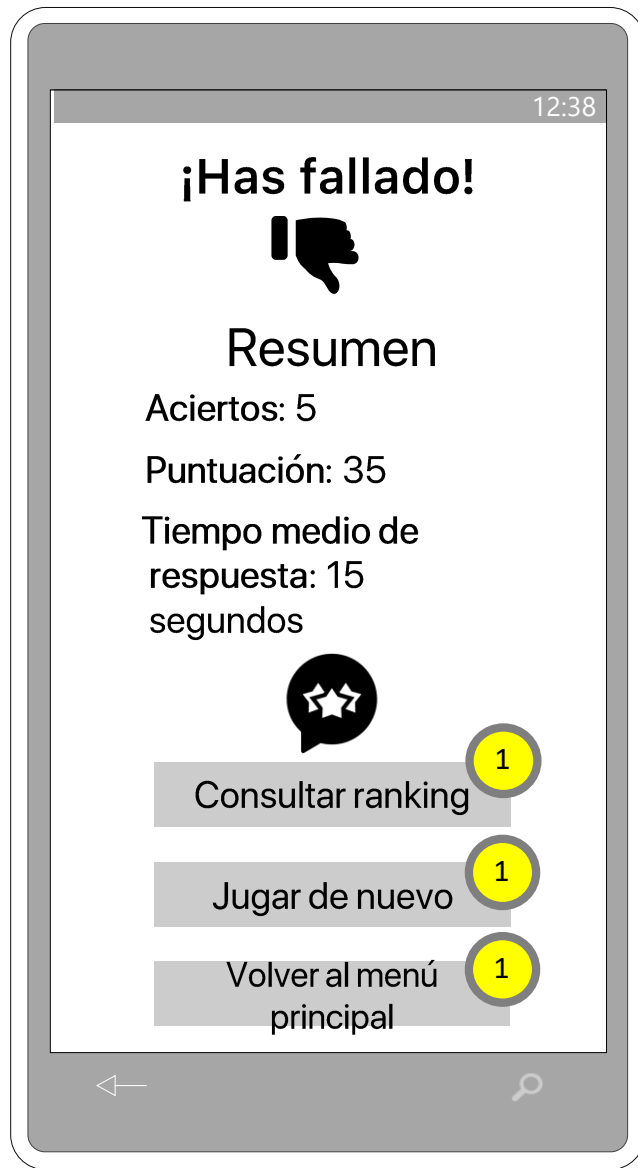 12:38
¡Has fallado!
Resumen
Aciertos: 5
Puntuación: 35
Tiempo medio de
respuesta: 15
segundos
1
Consultar ranking
1
Jugar de nuevo
1
Volver al menú
principal